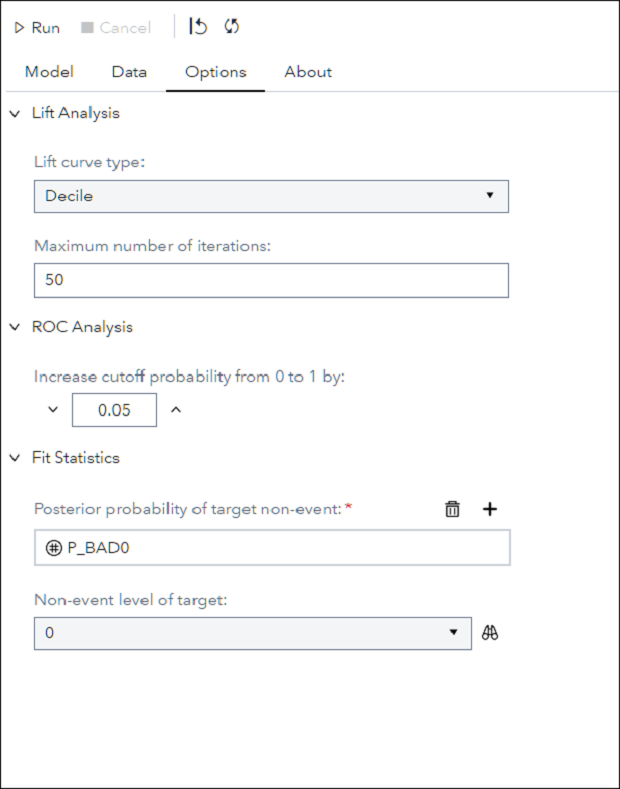 Run Cancel
Model Data Options About
Lift Analysis
Lift curve type:
Decile
Maximum number of iterations:
50
ROC Analysis
Increase cutoff probability from 0 to 1 by:
0.05
Fit Statistics
Posterior probability of target non-event:*
P_BAD0
Non-event level of target:
0